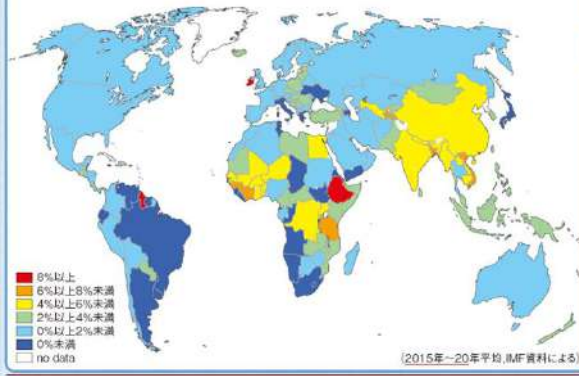 8%以上
6%以上8%未満
4%以上6%未満
2%以上4%未満
0%以上2%未満
0%未満
no data
(2015年~20年平均,IMF資料による)